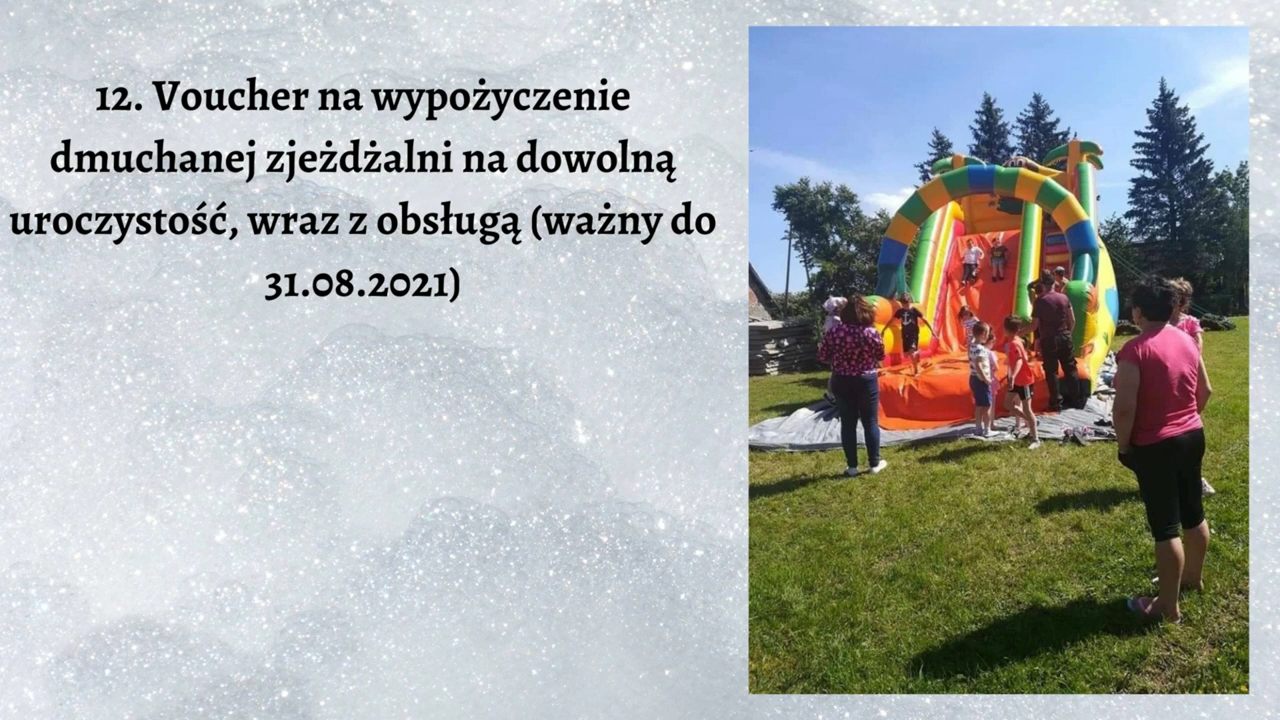 12. Voucher na wypożyczenie
dmuchanej zjeżdżalni na dowolną
uroczystość, wraz z obsługą (ważny do
31.08.2021)